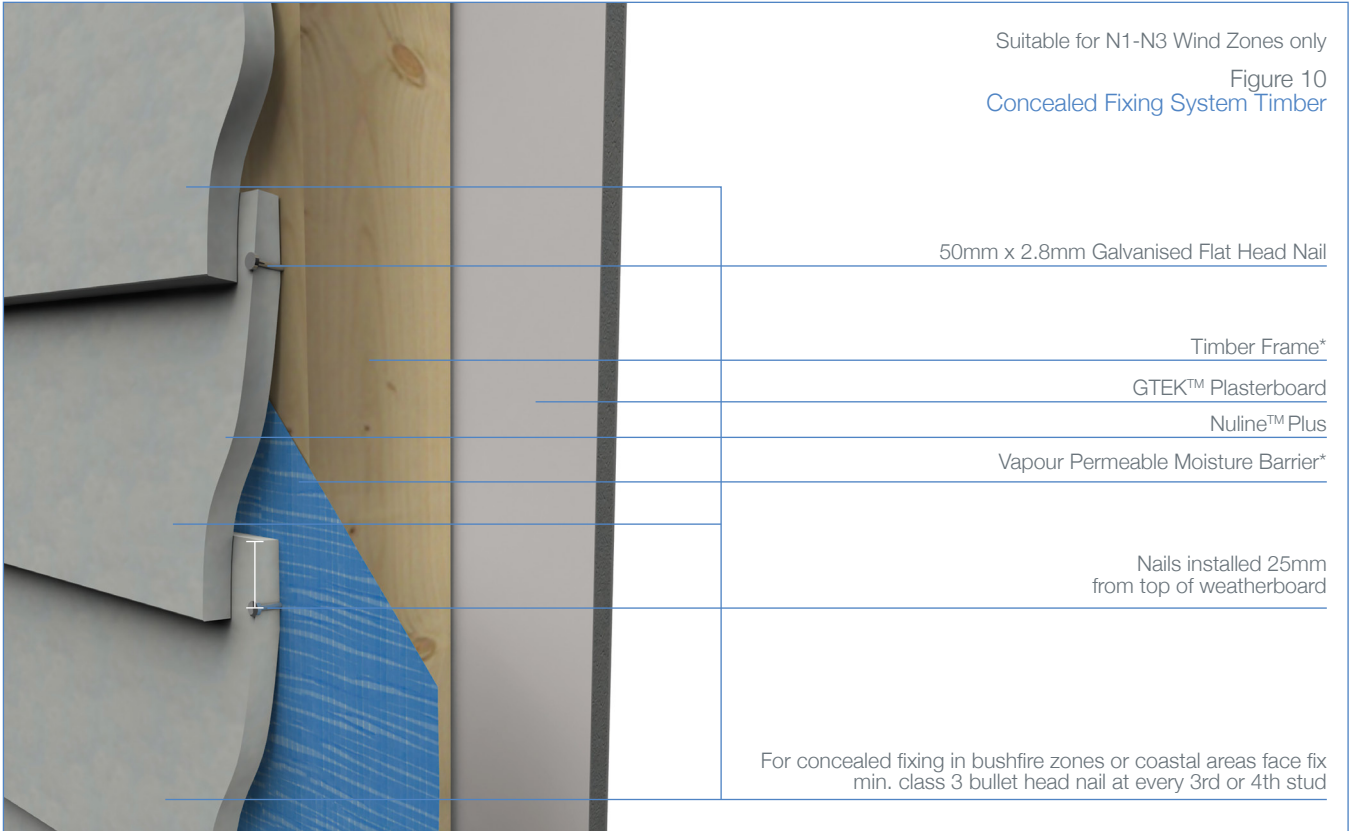 Suitable for N1-N3 Wind Zones only
Figure 10
Concealed Fixing System Timber
50mm x 2.8mm Galvanised Flat Head Nail
Timber Frame*
GTEK™ Plasterboard
Nuline™ Plus
Vapour Permeable Moisture Barrier*
Nails installed 25mm
from top of weatherboard
For concealed fixing in bushfire zones or coastal areas face fix
min. class 3 bullet head nail at every 3rd or 4th stud